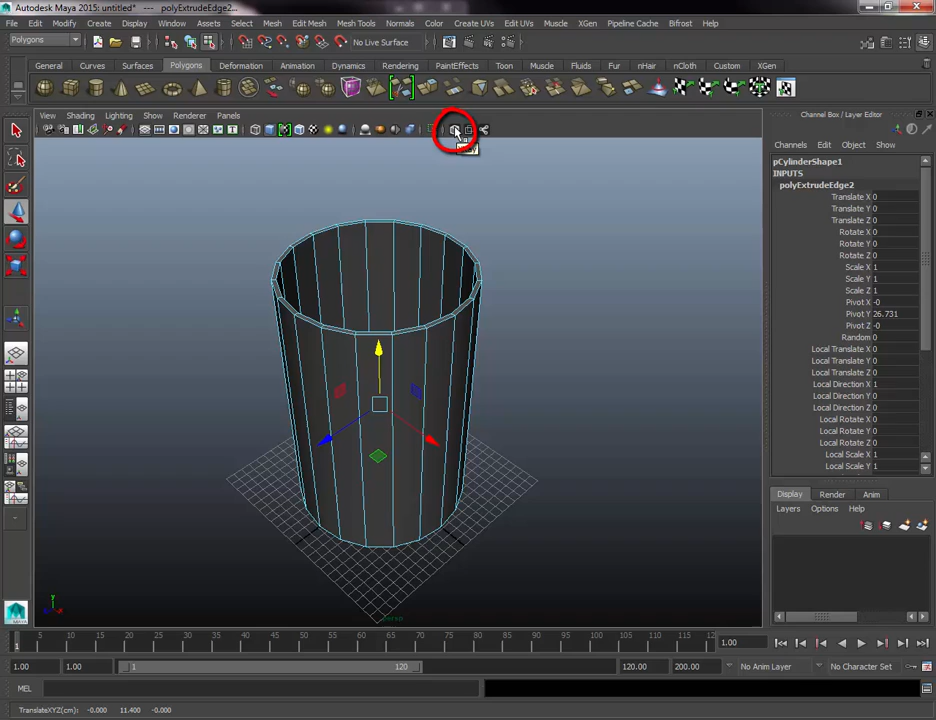 Autodesk Maya 2015: untitled* --- polyExtrudeEdge2...
File Edit Modify Create Display Window Assets Select Mesh Edit Mesh Mesh Tools Normals Color Create UVs Edit UVs Muscle XGen Pipeline Cache Bifrost Help
Polygons No Live Surface
General Curves Surfaces Polygons Deformation Animation Dynamics Rendering PaintEffects Toon Muscle Fluids Fur nHair nCloth Custom XGen
View Shading Lighting Show Renderer Panels
Channel Box / Layer Editor
Channels Edit Object Show
pCylinderShape1
INPUTS
polyExtrudeEdge2
Translate X 0
Translate Y 0
Translate Z 0
Rotate X 0
Rotate Y 0
Rotate Z 0
Scale X 1
Scale Y 1
Scale Z 1
Pivot X -0
Pivot Y 26.731
Pivot Z -0
Random 0
Local Translate X 0
Local Translate Y 0
Local Translate Z 0
Local Direction X 1
Local Direction Y 0
Local Direction Z 0
Local Rotate X 0
Local Rotate Y 0
Local Rotate Z 0
Local Scale X 1
Local Scale Y 1
Display Render Anim
Layers Options Help
y
persp
1 5 10 15 20 25 30 35 40 45 50 55 60 65 70 75 80 85 90 95 100 105 110 115 12
1.00
1.00 1.00 1 120 120.00 200.00 No Anim Layer No Character Set
MEL
TranslateXYZ(cm): -0.000 11.400 -0.000